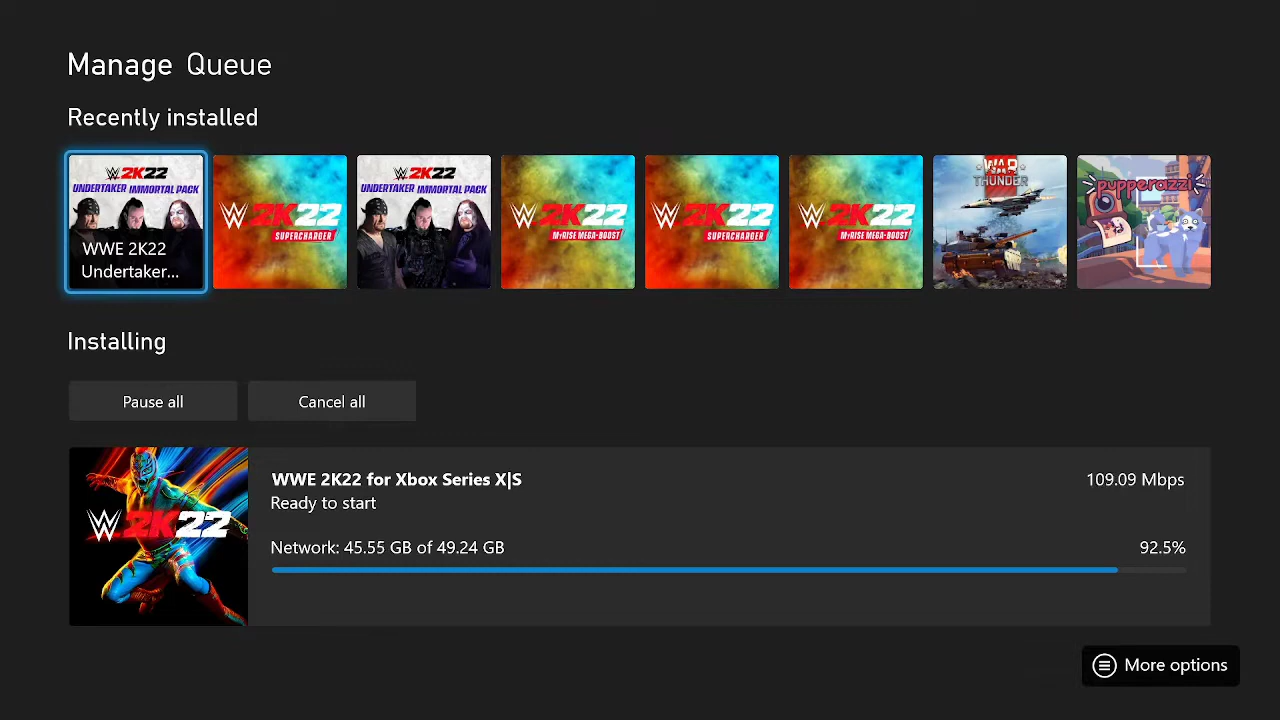 Manage Queue
Recently installed
W 2K22
UNDERTAKER IMMORTAL PACK
WWE 2K22
Undertaker...
W 2K22
SUPERCHARGER
W 2K22
UNDERTAKER IMMORTAL PACK
W 2K22
MyRISE MEGA-BOOST
W 2K22
SUPERCHARGER
W 2K22
MyRISE MEGA-BOOST
WAR
THUNDER
pupperazzi
Installing
Pause all
Cancel all
W 2K22
WWE 2K22 for Xbox Series X|S
109.09 Mbps
Ready to start
Network: 45.55 GB of 49.24 GB
92.5%
More options